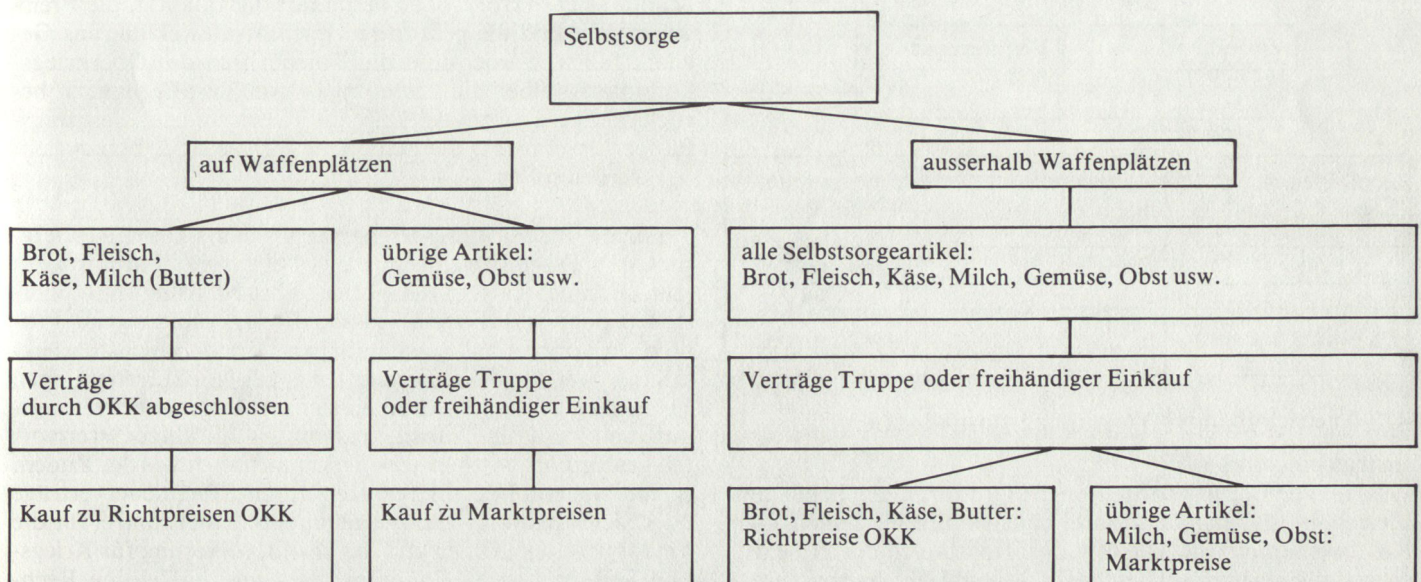 Selbstsorge
auf Waffenplätzen
ausserhalb Waffenplätzen
Brot, Fleisch,
Käse, Milch (Butter)
übrige Artikel:
Gemüse, Obst usw.
alle Selbstsorgeartikel:
Brot, Fleisch, Käse, Milch, Gemüse, Obst usw.
Verträge
durch OKK abgeschlossen
Verträge Truppe
oder freihändiger Einkauf
Verträge Truppe oder freihändiger Einkauf
Kauf zu Richtpreisen OKK
Kauf zu Marktpreisen
Brot, Fleisch, Käse, Butter:
Richtpreise OKK
übrige Artikel:
Milch, Gemüse, Obst:
Marktpreise